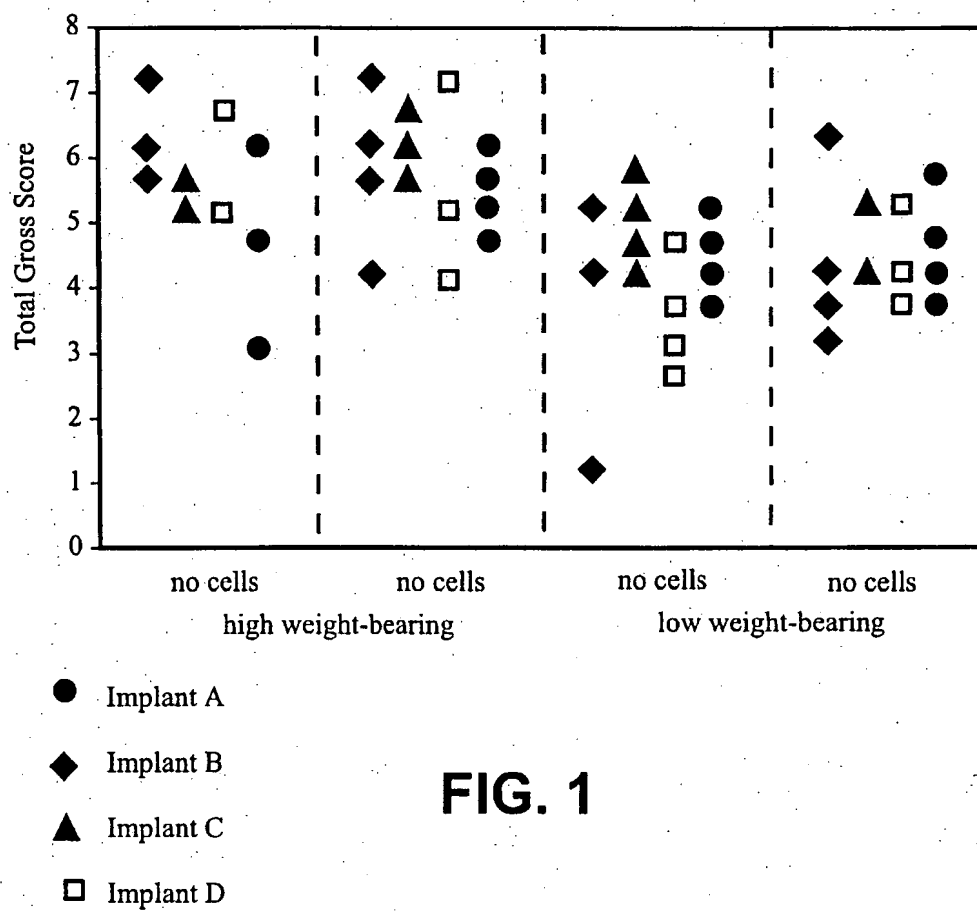 8
7
6
5
4
3
2
1
0
Total Gross Score
no cells no cells no cells no cells
high weight-bearing low weight-bearing
Implant A
Implant B
Implant C
Implant D
FIG. 1